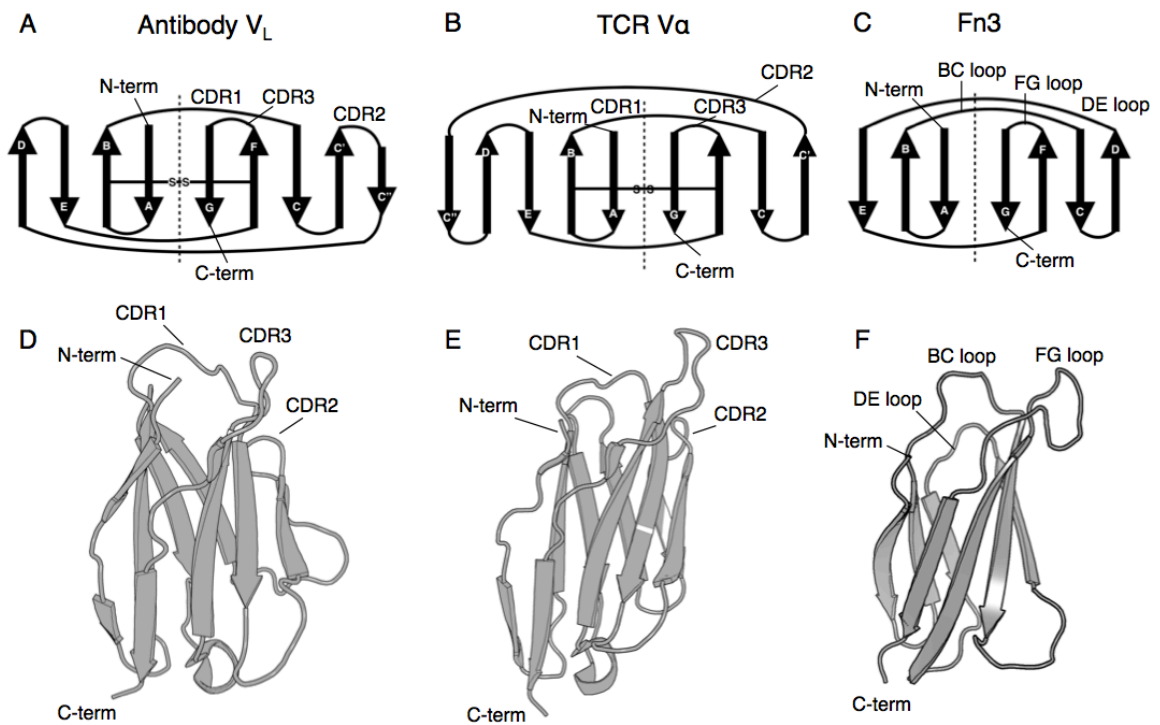 A Antibody VL
B TCR Vα
C Fn3
N-term
CDR1
CDR3
CDR2
D
E
B
A
S S
G
F
C
C'
C"
C-term
CDR2
N-term
CDR1
CDR3
C"
D
E
B
A
S S
G
F
C
C'
C-term
N-term
BC loop
FG loop
DE loop
E
B
A
G
F
C
D
C-term
D
CDR1
N-term
CDR3
CDR2
C-term
E
CDR1
CDR3
N-term
CDR2
C-term
F
BC loop
FG loop
DE loop
N-term
C-term